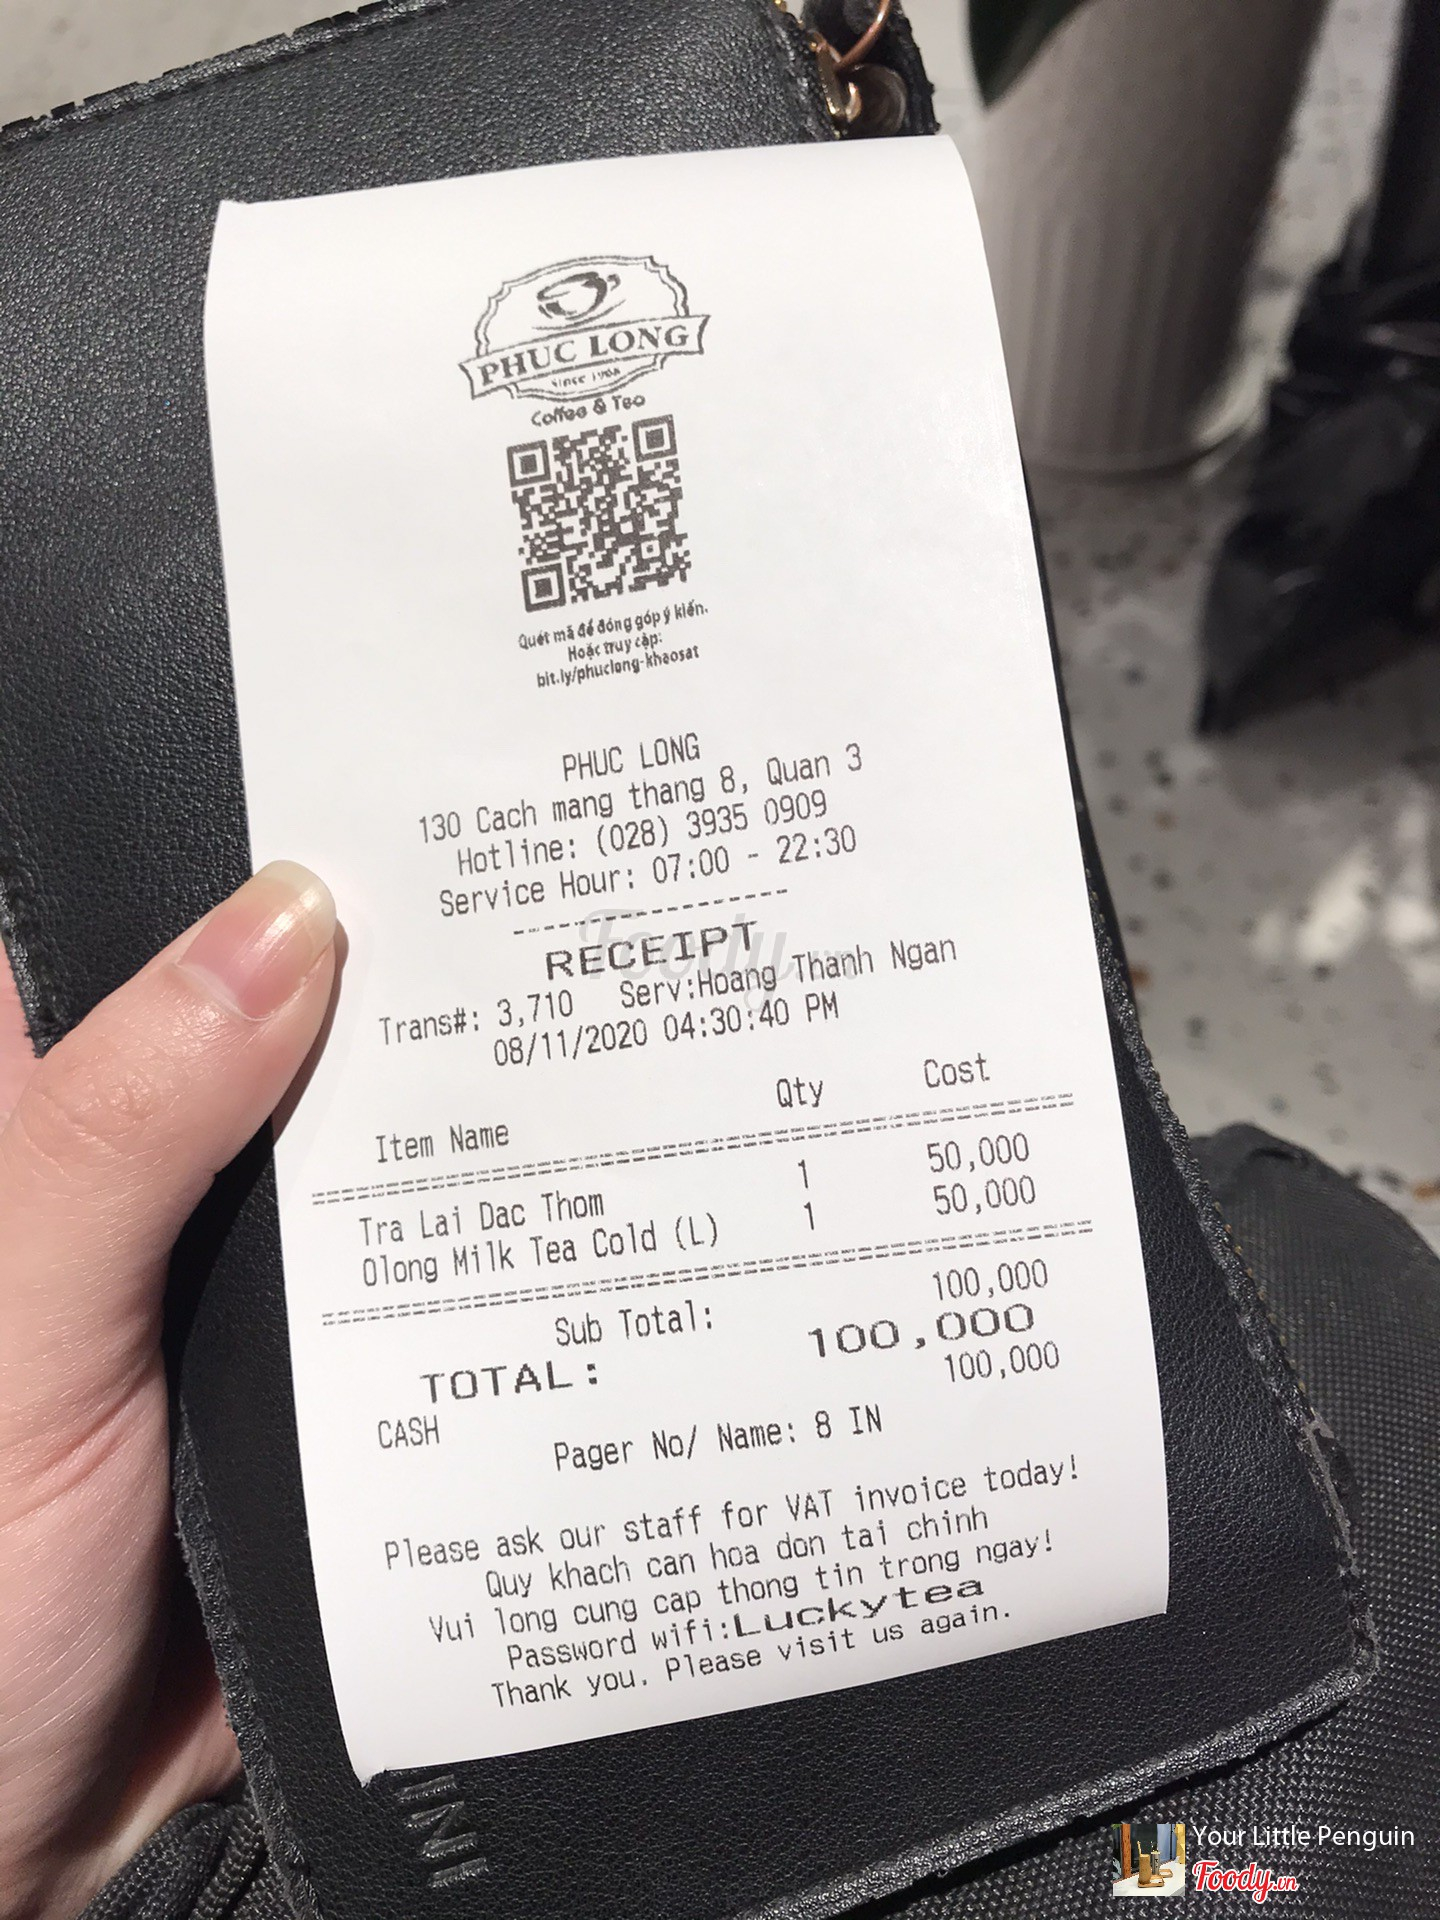 PHUC LONG
Since 1968
Coffee & Tea
Quét mã để đóng góp ý kiến.
Hoặc truy cập:
bit.ly/phuclong-khaosat
PHUC LONG
130 Cach mang thang 8, Quan 3
Hotline: (028) 3935 0909
Service Hour: 07:00 - 22:30
RECEIPT
Trans#: 3,710 Serv:Hoang Thanh Ngan
08/11/2020 04:30:40 PM
Item Name Qty Cost
Tra Lai Dac Thom 1 50,000
Olong Milk Tea Cold (L) 1 50,000
Sub Total: 100,000
TOTAL: 100,000
CASH 100,000
Pager No/ Name: 8 IN
Please ask our staff for VAT invoice today!
Quy khach can hoa don tai chinh
Vui long cung cap thong tin trong ngay!
Password wifi:Luckytea
Thank you. Please visit us again.
Foody.vn
Your Little Penguin
Foody.vn